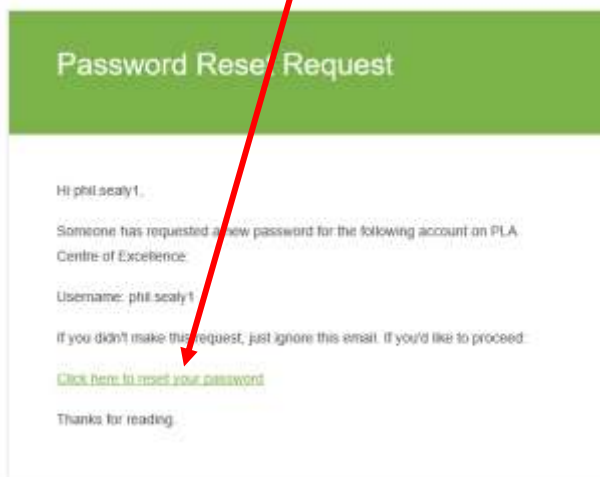 Password Reset Request
Hi phil.sealy1,
Someone has requested a new password for the following account on PLA
Centre of Excellence:
Username: phil.sealy1
If you didn't make this request, just ignore this email. If you'd like to proceed:
Click here to reset your password
Thanks for reading.